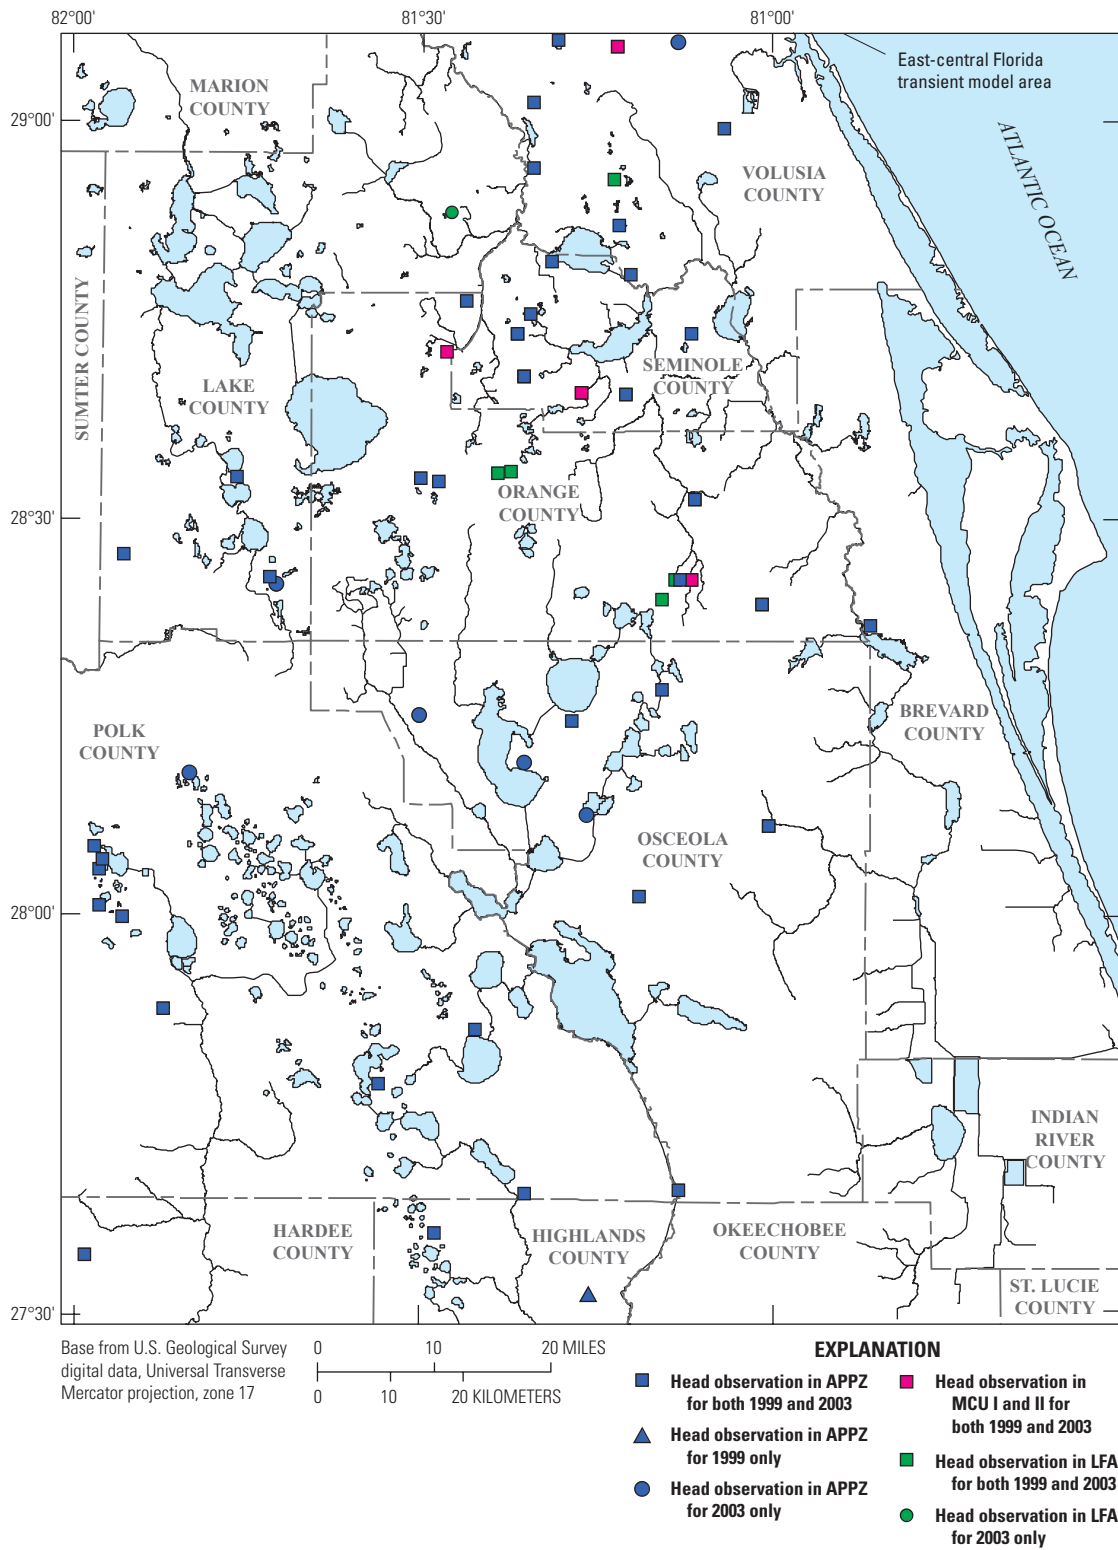 82°00'
81°30'
81°00'
East-central Florida
transient model area
MARION
COUNTY
29°00'
ATLANTIC OCEAN
VOLUSIA
COUNTY
SUMTER COUNTY
LAKE
COUNTY
SEMINOLE
COUNTY
ORANGE
COUNTY
28°30'
POLK
COUNTY
BREVARD
COUNTY
OSCEOLA
COUNTY
28°00'
INDIAN
RIVER
COUNTY
HARDEE
COUNTY
HIGHLANDS
COUNTY
OKEECHOBEE
COUNTY
ST. LUCIE
COUNTY
27°30'
Base from U.S. Geological Survey
digital data, Universal Transverse
Mercator projection, zone 17
0 10 20 MILES
0 10 20 KILOMETERS
EXPLANATION
Head observation in APPZ
for both 1999 and 2003
Head observation in APPZ
for 1999 only
Head observation in APPZ
for 2003 only
Head observation in
MCU I and II for
both 1999 and 2003
Head observation in LFA
for both 1999 and 2003
Head observation in LFA
for 2003 only